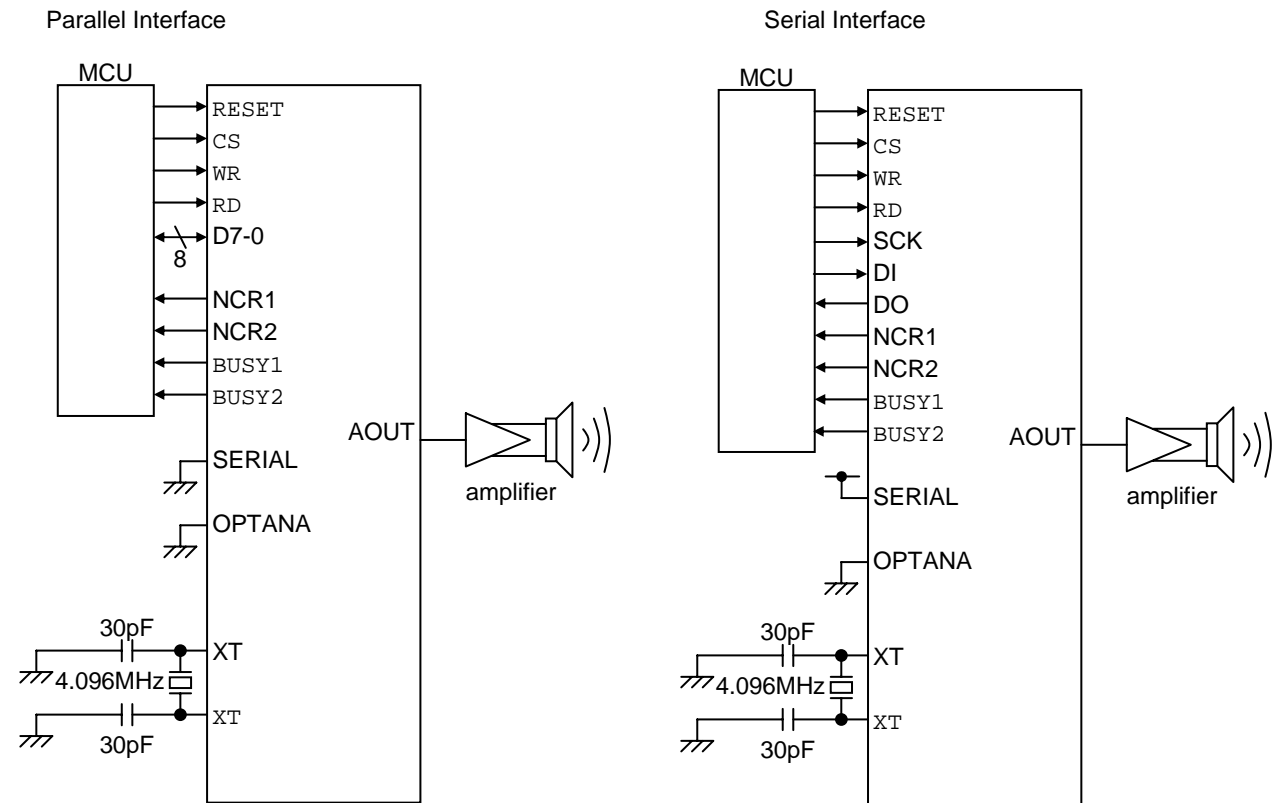 Parallel Interface
MCU
RESET
CS
WR
RD
D7-0
8
NCR1
NCR2
BUSY1
BUSY2
AOUT
SERIAL
amplifier
OPTANA
30pF
XT
4.096MHz
XT
30pF
Serial Interface
MCU
RESET
CS
WR
RD
SCK
DI
DO
NCR1
NCR2
BUSY1
BUSY2
AOUT
SERIAL
amplifier
OPTANA
30pF
XT
4.096MHz
XT
30pF